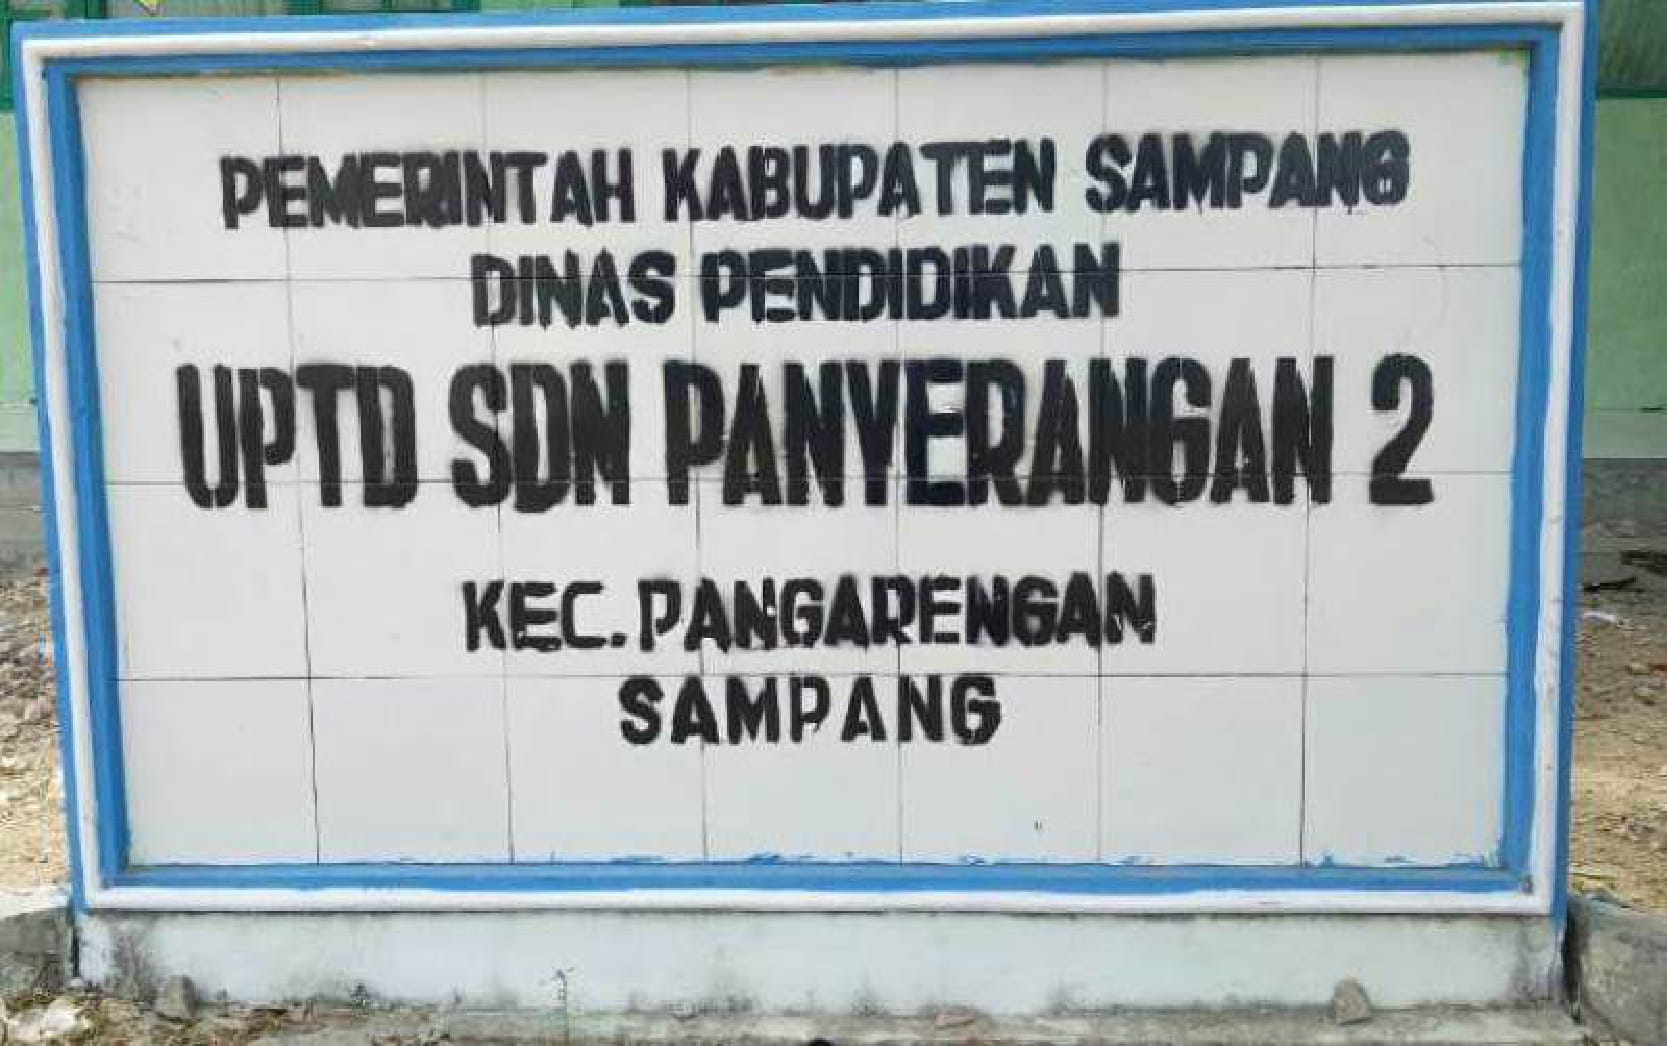 PEMERINTAH KABUPATEN SAMPANG
DINAS PENDIDIKAN
UPTD SDN PANYERANGAN 2
KEC. PANGARENGAN
SAMPANG